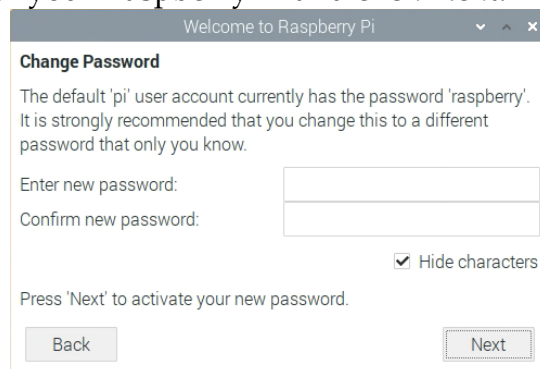 Welcome to Raspberry Pi
Change Password
The default 'pi' user account currently has the password 'raspberry'.
It is strongly recommended that you change this to a different
password that only you know.
Enter new password:
Confirm new password:
Hide characters
Press 'Next' to activate your new password.
Back
Next